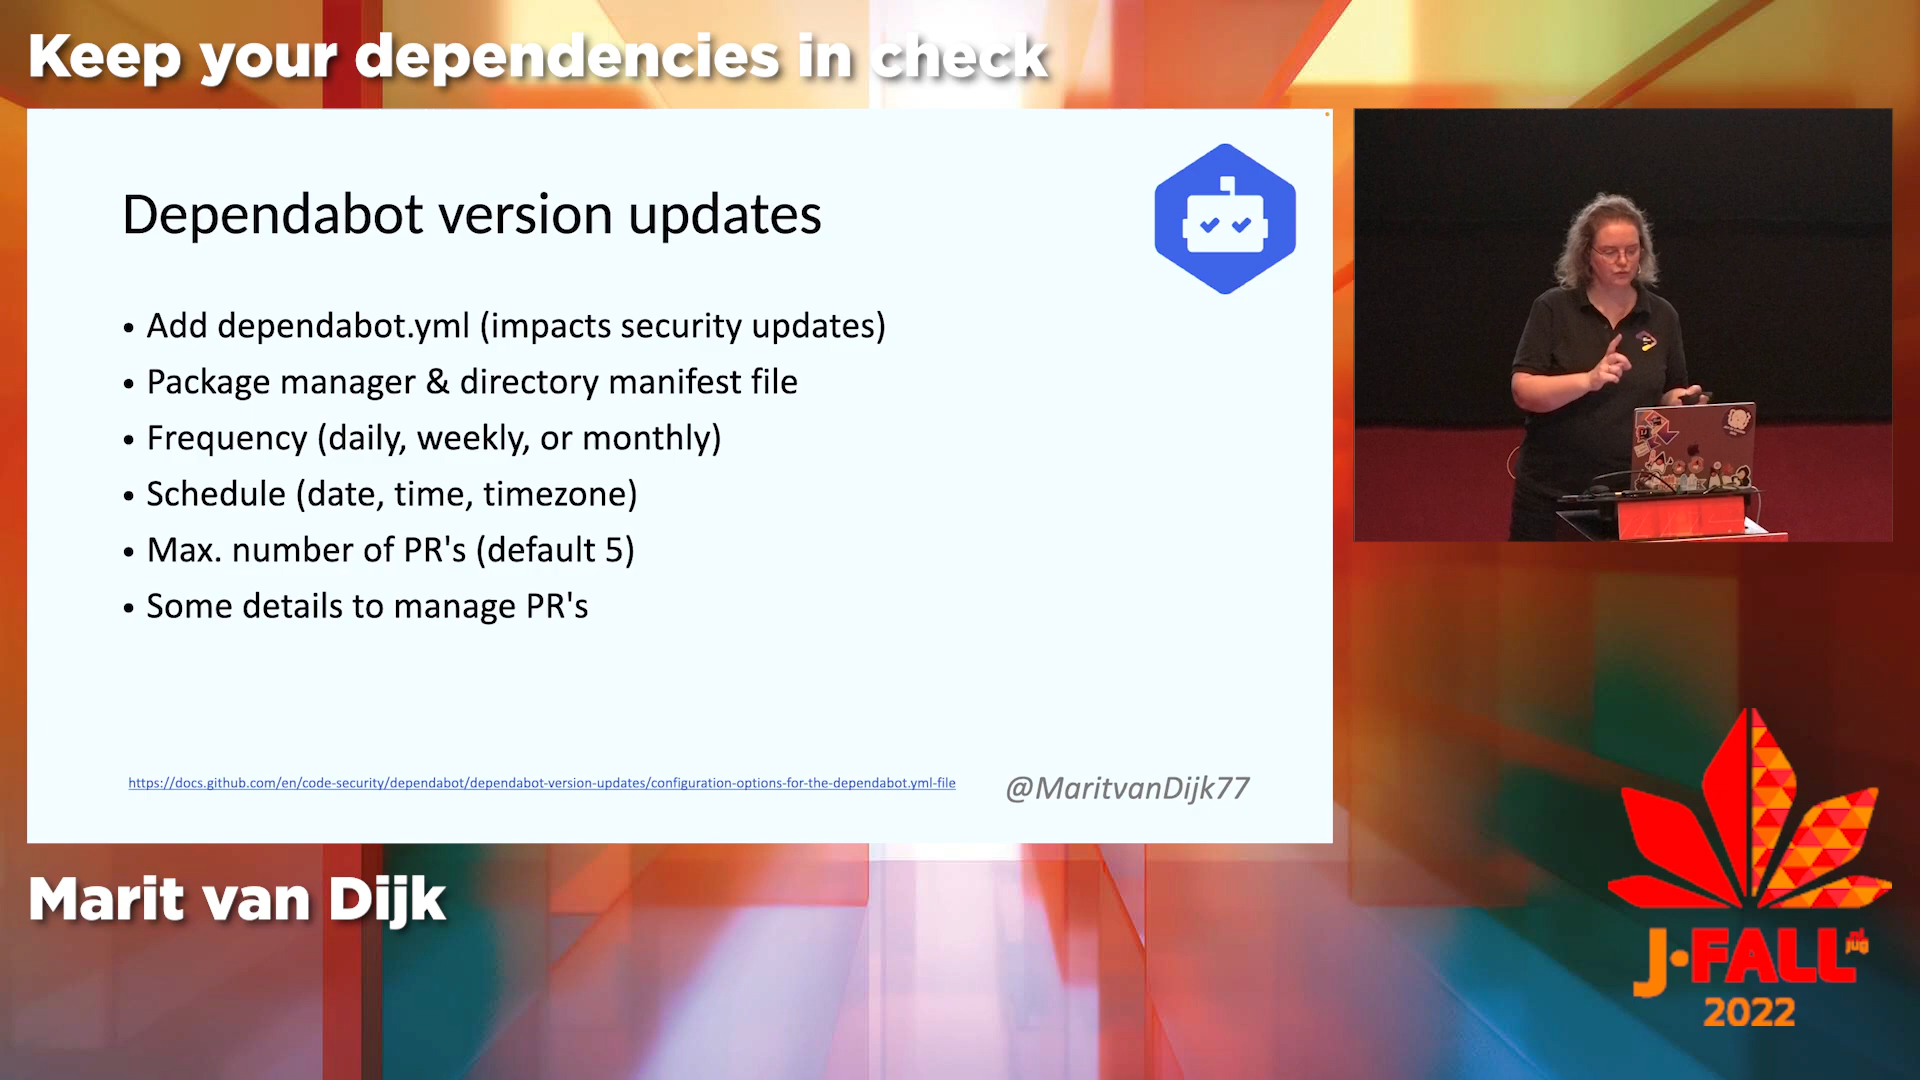 Keep your dependencies in check
Dependabot version updates
• Add dependabot.yml (impacts security updates)
• Package manager & directory manifest file
• Frequency (daily, weekly, or monthly)
• Schedule (date, time, timezone)
• Max. number of PR's (default 5)
• Some details to manage PR's
https://docs.github.com/en/code-security/dependabot/dependabot-version-updates/configuration-options-for-the-dependabot.yml-file
@MaritvanDijk77
Marit van Dijk
J•FALL nljug
2022